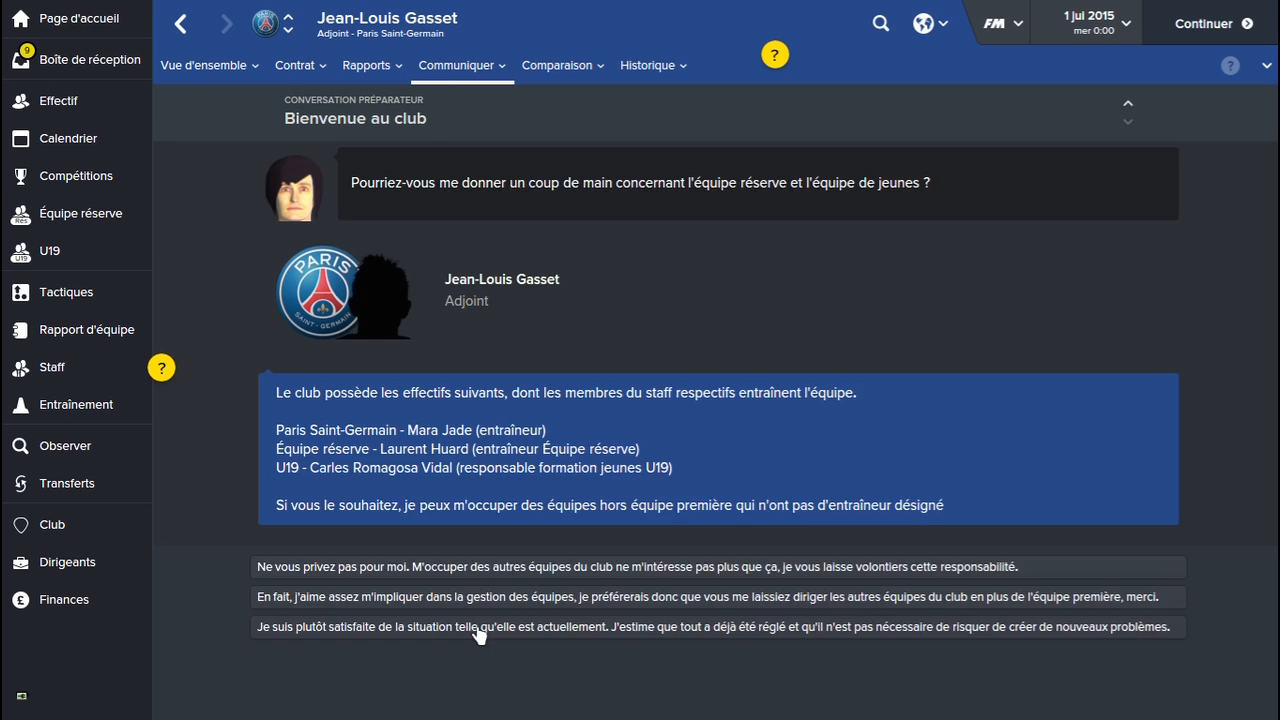 Page d'accueil
9
Boîte de réception
Effectif
Calendrier
Compétitions
Res
Équipe réserve
U19
U19
Tactiques
Rapport d'équipe
Staff
?
Entraînement
Observer
Transferts
Club
Dirigeants
Finances
Jean-Louis Gasset
Adjoint - Paris Saint-Germain
FM
1 jul 2015
mer 0:00
Continuer
Vue d'ensemble
Contrat
Rapports
Communiquer
Comparaison
Historique
?
?
CONVERSATION PRÉPARATEUR
Bienvenue au club
Pourriez-vous me donner un coup de main concernant l'équipe réserve et l'équipe de jeunes ?
PARIS
SAINT-GERMAIN
Jean-Louis Gasset
Adjoint
Le club possède les effectifs suivants, dont les membres du staff respectifs entraînent l'équipe.
Paris Saint-Germain - Mara Jade (entraîneur)
Équipe réserve - Laurent Huard (entraîneur Équipe réserve)
U19 - Carles Romagosa Vidal (responsable formation jeunes U19)
Si vous le souhaitez, je peux m'occuper des équipes hors équipe première qui n'ont pas d'entraîneur désigné
Ne vous privez pas pour moi. M'occuper des autres équipes du club ne m'intéresse pas plus que ça, je vous laisse volontiers cette responsabilité.
En fait, j'aime assez m'impliquer dans la gestion des équipes, je préférerais donc que vous me laissiez diriger les autres équipes du club en plus de l'équipe première, merci.
Je suis plutôt satisfaite de la situation telle qu'elle est actuellement. J'estime que tout a déjà été réglé et qu'il n'est pas nécessaire de risquer de créer de nouveaux problèmes.